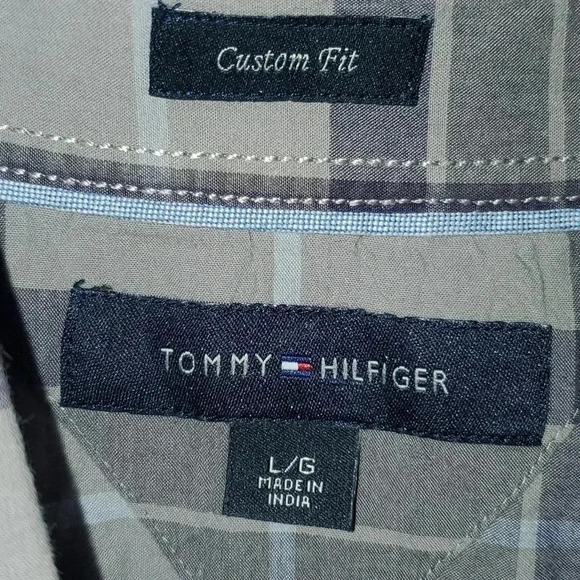 Custom Fit
TOMMY HILFIGER
L/G
MADE IN
INDIA